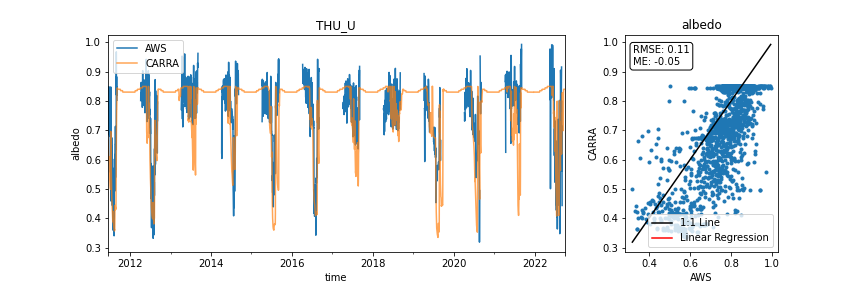 THU_U
AWS
CARRA
albedo
1.0
0.9
0.8
0.7
0.6
0.5
0.4
0.3
2012
2014
2016
2018
2020
2022
time
albedo
RMSE: 0.11
ME: -0.05
CARRA
1.0
0.9
0.8
0.7
0.6
0.5
0.4
0.3
1:1 Line
Linear Regression
0.4
0.6
0.8
1.0
AWS